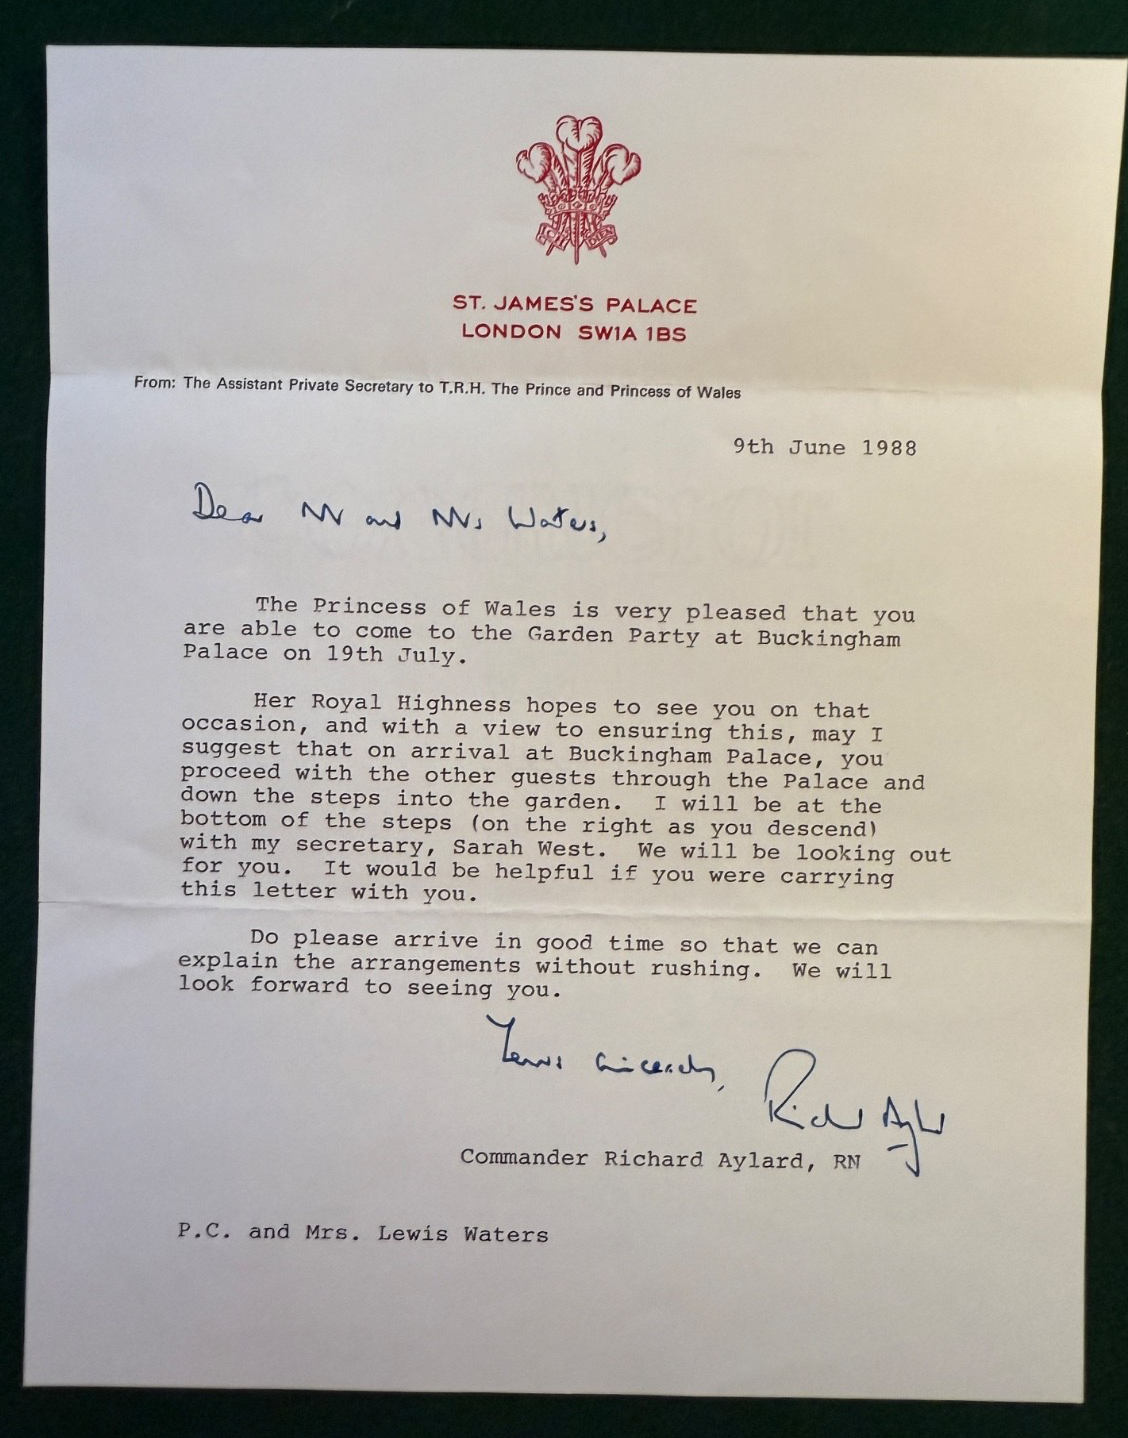 ICH DIEN
ST. JAMES'S PALACE
LONDON SW1A 1BS
From: The Assistant Private Secretary to T.R.H. The Prince and Princess of Wales
9th June 1988
Dear Mr and Mrs Waters,
The Princess of Wales is very pleased that you
are able to come to the Garden Party at Buckingham
Palace on 19th July.
Her Royal Highness hopes to see you on that
occasion, and with a view to ensuring this, may I
suggest that on arrival at Buckingham Palace, you
proceed with the other guests through the Palace and
down the steps into the garden. I will be at the
bottom of the steps (on the right as you descend)
with my secretary, Sarah West. We will be looking out
for you. It would be helpful if you were carrying
this letter with you.
Do please arrive in good time so that we can
explain the arrangements without rushing. We will
look forward to seeing you.
Yours sincerely,
Richard Aylard
Commander Richard Aylard, RN
P.C. and Mrs. Lewis Waters